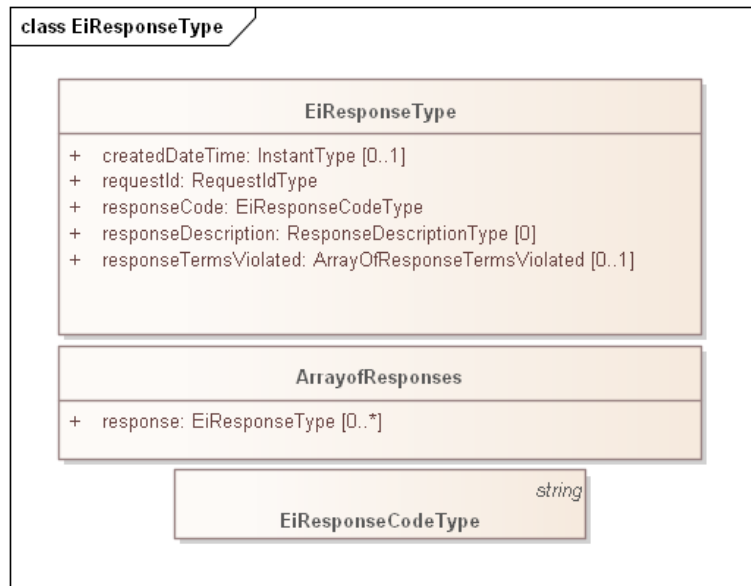 class EiResponseType
EiResponseType
+ createdDateTime: InstantType [0..1]
+ requestId: RequestIdType
+ responseCode: EiResponseCodeType
+ responseDescription: ResponseDescriptionType [0]
+ responseTermsViolated: ArrayOfResponseTermsViolated [0..1]
ArrayofResponses
+ response: EiResponseType [0..*]
string
EiResponseCodeType